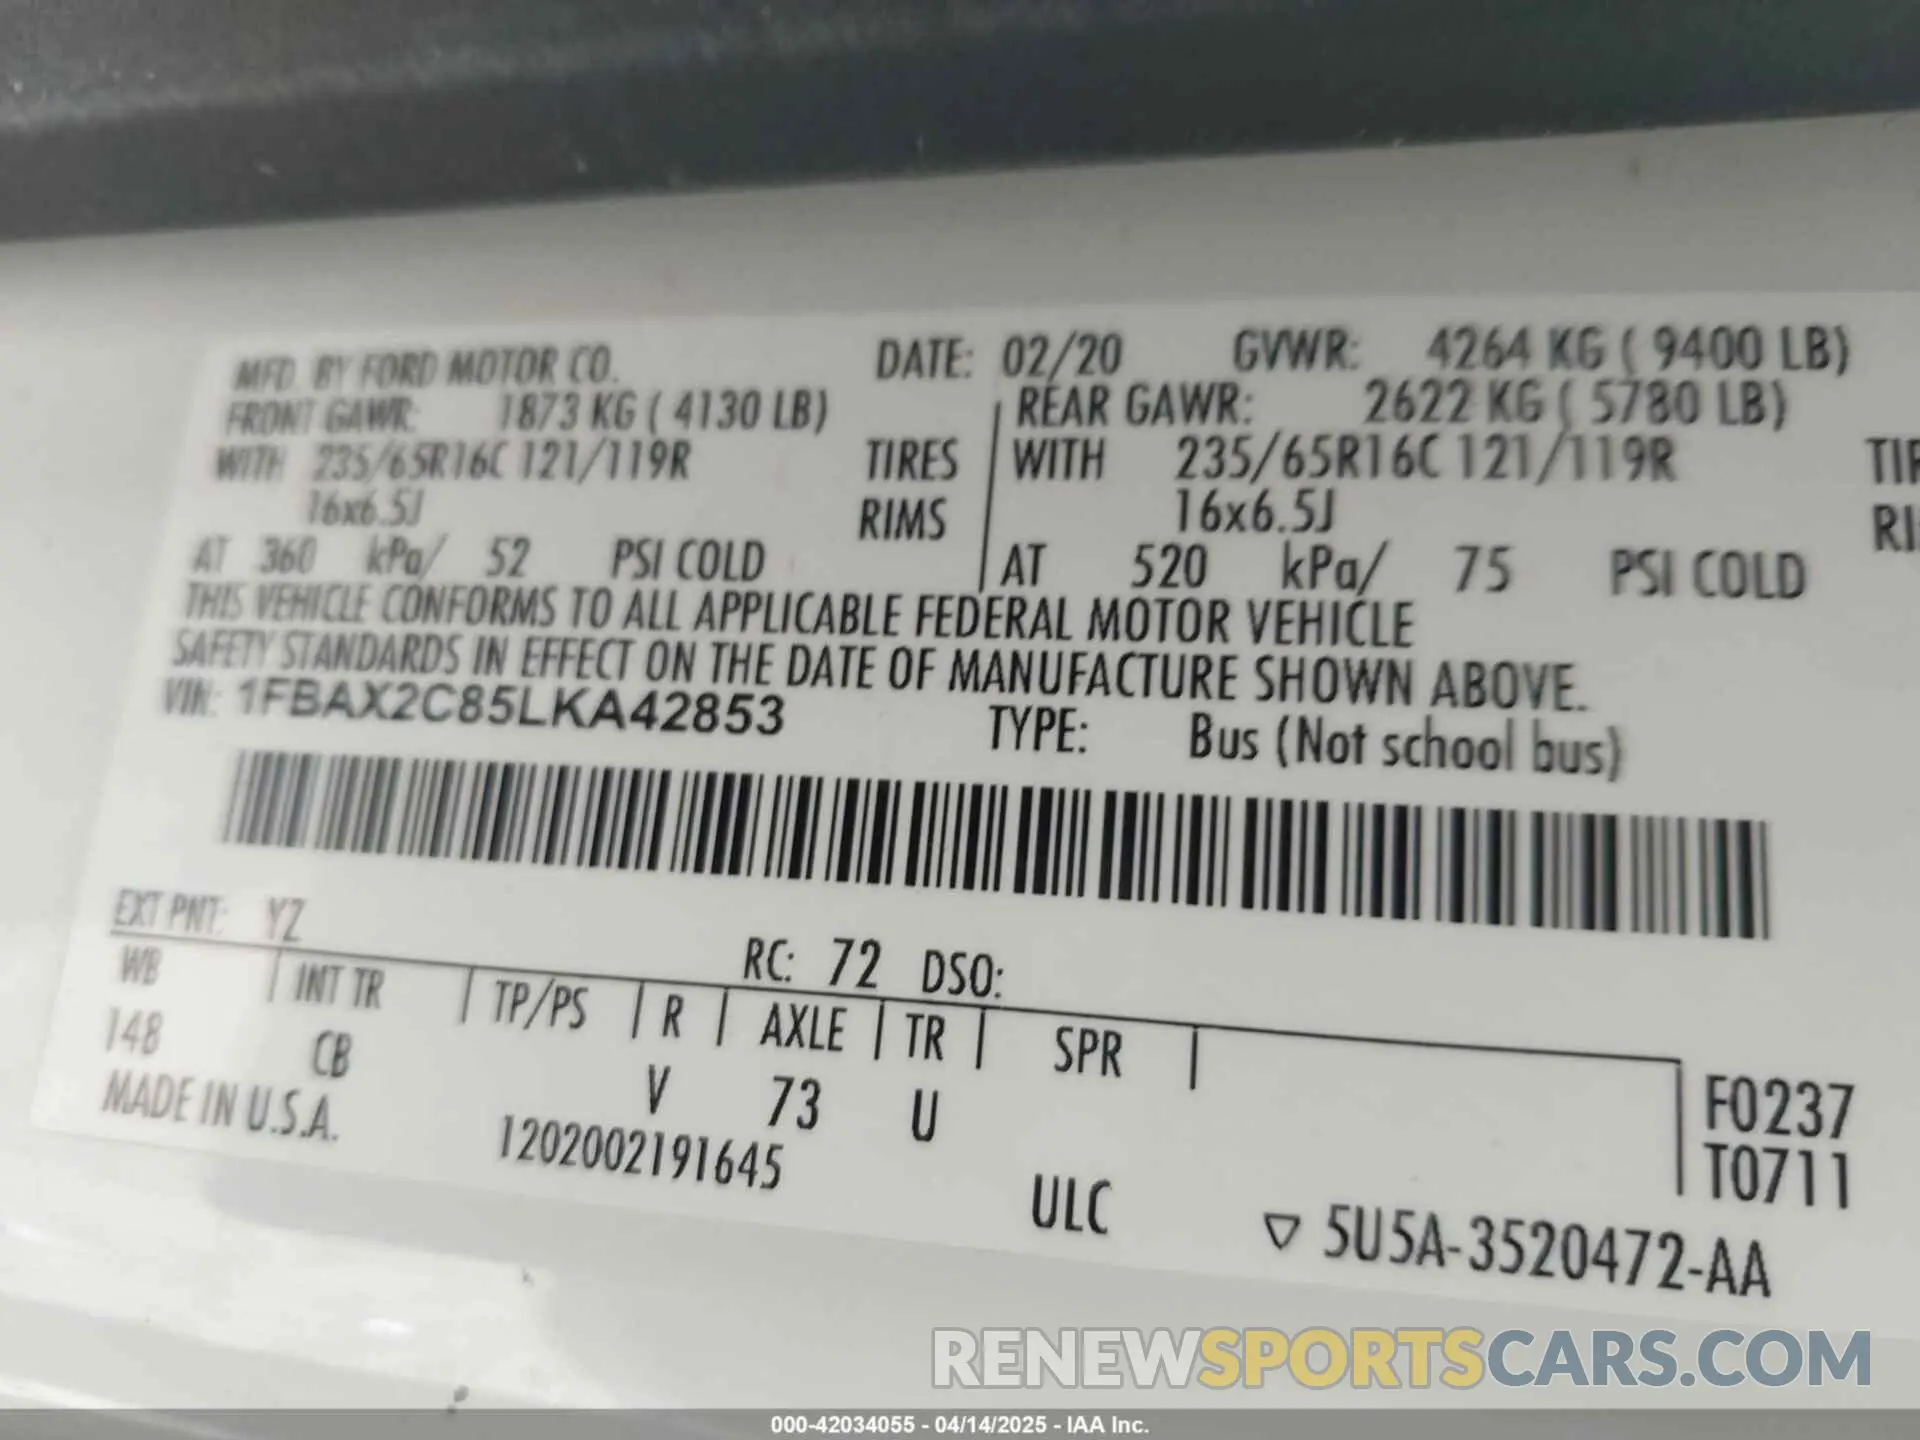 MFD. BY FORD MOTOR CO. DATE: 02/20 GVWR: 4264 KG ( 9400 LB)
FRONT GAWR: 1873 KG ( 4130 LB) REAR GAWR: 2622 KG ( 5780 LB)
WITH 235/65R16C 121/119R TIRES WITH 235/65R16C 121/119R
16x6.5J RIMS 16x6.5J
AT 360 kPa/ 52 PSI COLD AT 520 kPa/ 75 PSI COLD
THIS VEHICLE CONFORMS TO ALL APPLICABLE FEDERAL MOTOR VEHICLE
SAFETY STANDARDS IN EFFECT ON THE DATE OF MANUFACTURE SHOWN ABOVE.
VIN: 1FBAX2C85LKA42853 TYPE: Bus (Not school bus)
EXT PNT: YZ RC: 72 DSO:
WB INT TR TP/PS R AXLE TR SPR
148 CB V 73 U F0237
T0711
MADE IN U.S.A. 1202002191645 ULC ▽ 5U5A-3520472-AA
RENEWSPORTSCARS.COM
000-42034055 - 04/14/2025 - IAA Inc.